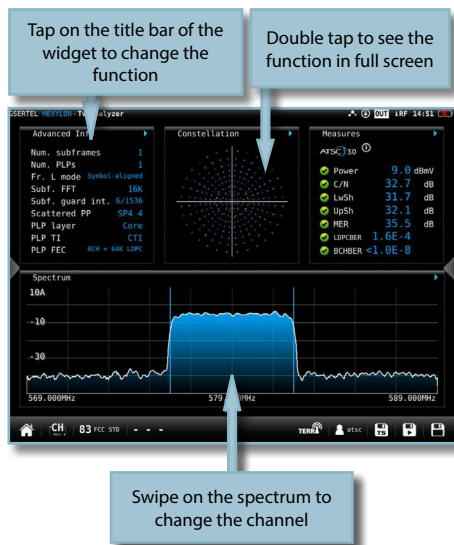 Tap on the title bar of the
widget to change the
function
Double tap to see the
function in full screen
GSERTEL HEXYLON
OUT
RF 14:51
Advanced
Constellation
Measures
Num. subframes 1
Num. PLPs 1
Fr. L mode Symbol-aligned
Subf. FFT 16K
Subf. guard int. 6/1536
Scattered PP SP4_4
PLP layer Core
PLP TI CTI
PLP FEC BCH + 64K LDPC
ATSC 3.0
Power 9.0 dBmV
C/N 32.7 dB
LwSh 31.7 dB
UpSh 32.1 dB
MER 35.5 dB
LDPCBER 1.6E-4
BCHBER <1.0E-8
Spectrum
10A
-10
-30
569.000MHz
589.000MHz
CH
83 FCC STD - - -
TERR
atsc
TS
Swipe on the spectrum to
change the channel